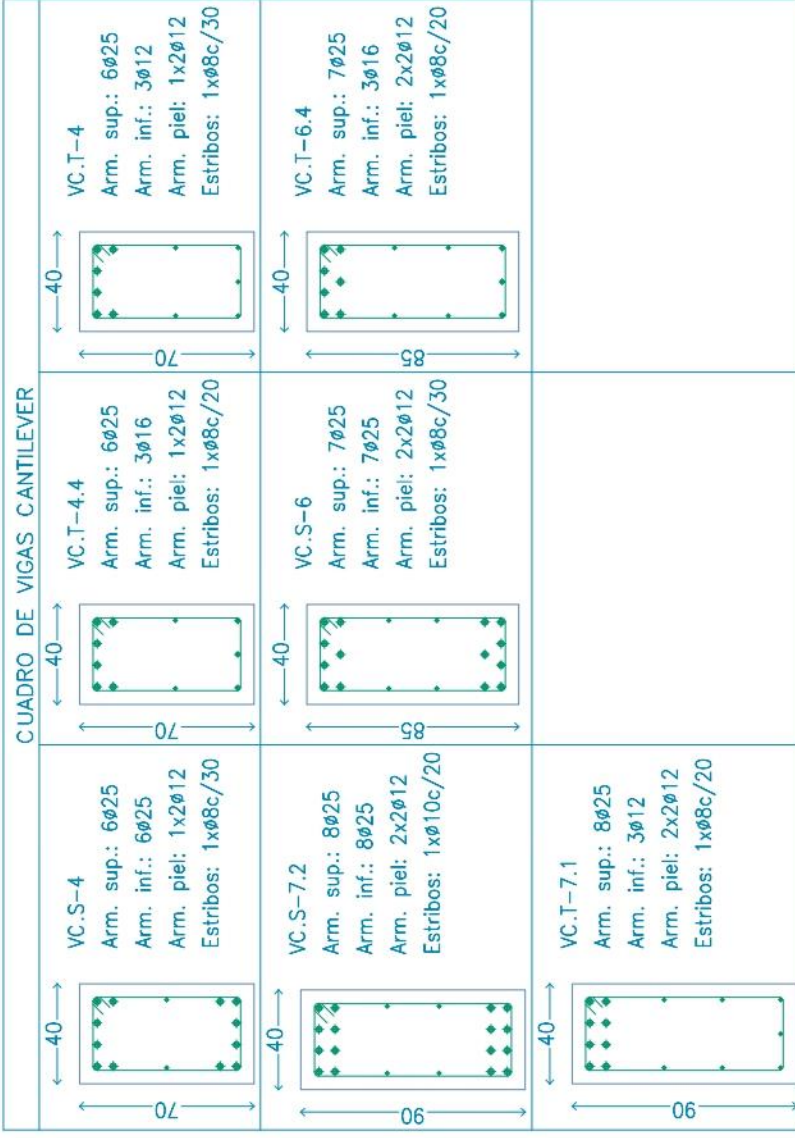 CUADRO DE VIGAS CANTILEVER
40
70
VC.S-4
Arm. sup.: 6ø25
Arm. inf.: 6ø25
Arm. piel: 1x2ø12
Estribos: 1xø8c/30
40
70
VC.T-4.4
Arm. sup.: 6ø25
Arm. inf.: 3ø16
Arm. piel: 1x2ø12
Estribos: 1xø8c/20
40
70
VC.T-4
Arm. sup.: 6ø25
Arm. inf.: 3ø12
Arm. piel: 1x2ø12
Estribos: 1xø8c/30
40
90
VC.S-7.2
Arm. sup.: 8ø25
Arm. inf.: 8ø25
Arm. piel: 2x2ø12
Estribos: 1xø10c/20
40
85
VC.S-6
Arm. sup.: 7ø25
Arm. inf.: 7ø25
Arm. piel: 2x2ø12
Estribos: 1xø8c/30
40
85
VC.T-6.4
Arm. sup.: 7ø25
Arm. inf.: 3ø16
Arm. piel: 2x2ø12
Estribos: 1xø8c/20
40
90
VC.T-7.1
Arm. sup.: 8ø25
Arm. inf.: 3ø12
Arm. piel: 2x2ø12
Estribos: 1xø8c/20